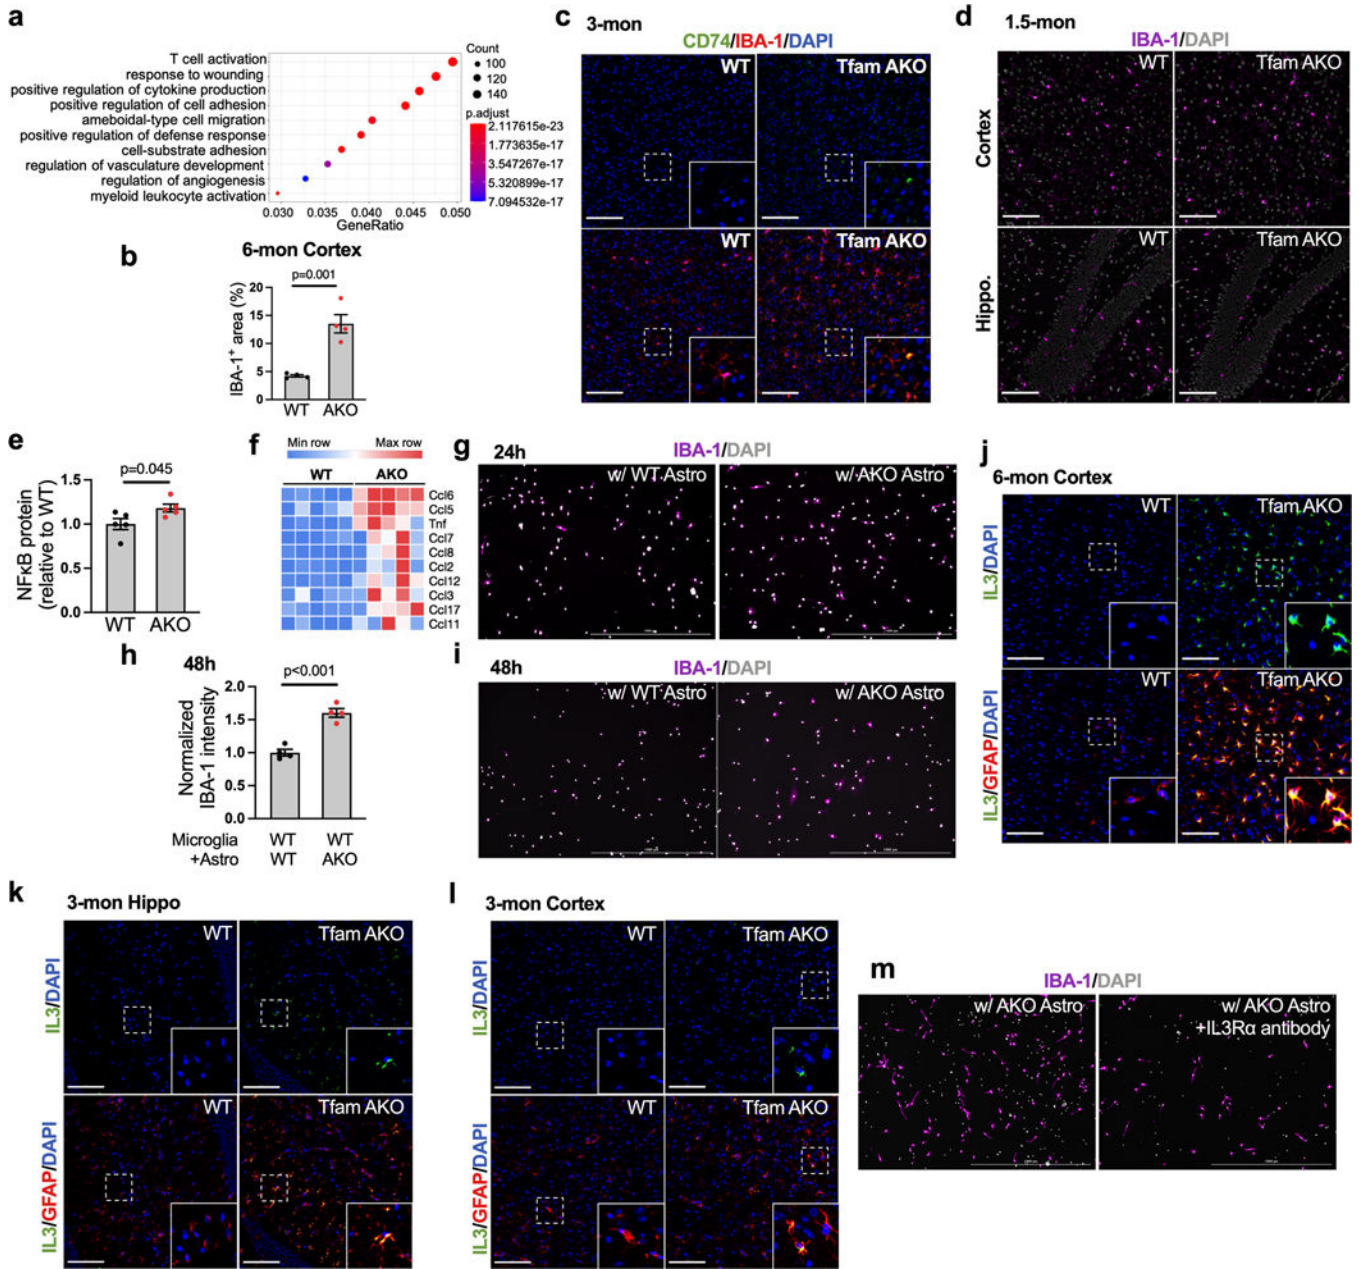 a
T cell activation
response to wounding
positive regulation of cytokine production
positive regulation of cell adhesion
ameboidal-type cell migration
positive regulation of defense response
cell-substrate adhesion
regulation of vasculature development
regulation of angiogenesis
myeloid leukocyte activation
0.030 0.035 0.040 0.045 0.050
GeneRatio
Count
100
120
140
p.adjust
2.117615e-23
1.773635e-17
3.547267e-17
5.320899e-17
7.094532e-17
b
6-mon Cortex
p=0.001
IBA-1+ area (%)
20
15
10
5
0
WT AKO
c 3-mon
CD74/IBA-1/DAPI
WT Tfam AKO
WT Tfam AKO
d 1.5-mon
IBA-1/DAPI
Cortex
WT Tfam AKO
Hippo.
WT Tfam AKO
e
p=0.045
NFκB protein
(relative to WT)
1.5
1.0
0.5
0.0
WT AKO
f
Min row Max row
WT AKO
Ccl6
Ccl5
Tnf
Ccl7
Ccl8
Ccl2
Ccl12
Ccl3
Ccl17
Ccl11
g 24h
IBA-1/DAPI
w/ WT Astro w/ AKO Astro
h 48h
p<0.001
Normalized
IBA-1 intensity
2.0
1.5
1.0
0.5
0.0
Microglia WT WT
+Astro WT AKO
i 48h
IBA-1/DAPI
w/ WT Astro w/ AKO Astro
j
6-mon Cortex
IL3/DAPI
WT Tfam AKO
IL3/GFAP/DAPI
WT Tfam AKO
k 3-mon Hippo
IL3/DAPI
WT Tfam AKO
IL3/GFAP/DAPI
WT Tfam AKO
l 3-mon Cortex
IL3/DAPI
WT Tfam AKO
IL3/GFAP/DAPI
WT Tfam AKO
m
IBA-1/DAPI
w/ AKO Astro w/ AKO Astro
+IL3Rα antibody